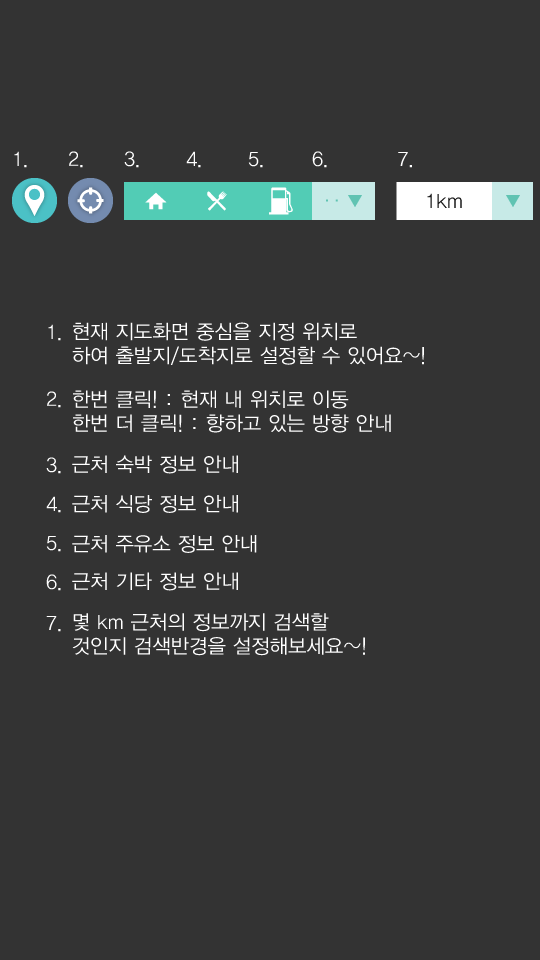 1. 2. 3. 4. 5. 6. 7.
1km
1. 현재 지도화면 중심을 지정 위치로
하여 출발지/도착지로 설정할 수 있어요~!
2. 한번 클릭! : 현재 내 위치로 이동
한번 더 클릭! : 향하고 있는 방향 안내
3. 근처 숙박 정보 안내
4. 근처 식당 정보 안내
5. 근처 주유소 정보 안내
6. 근처 기타 정보 안내
7. 몇 km 근처의 정보까지 검색할
것인지 검색반경을 설정해보세요~!